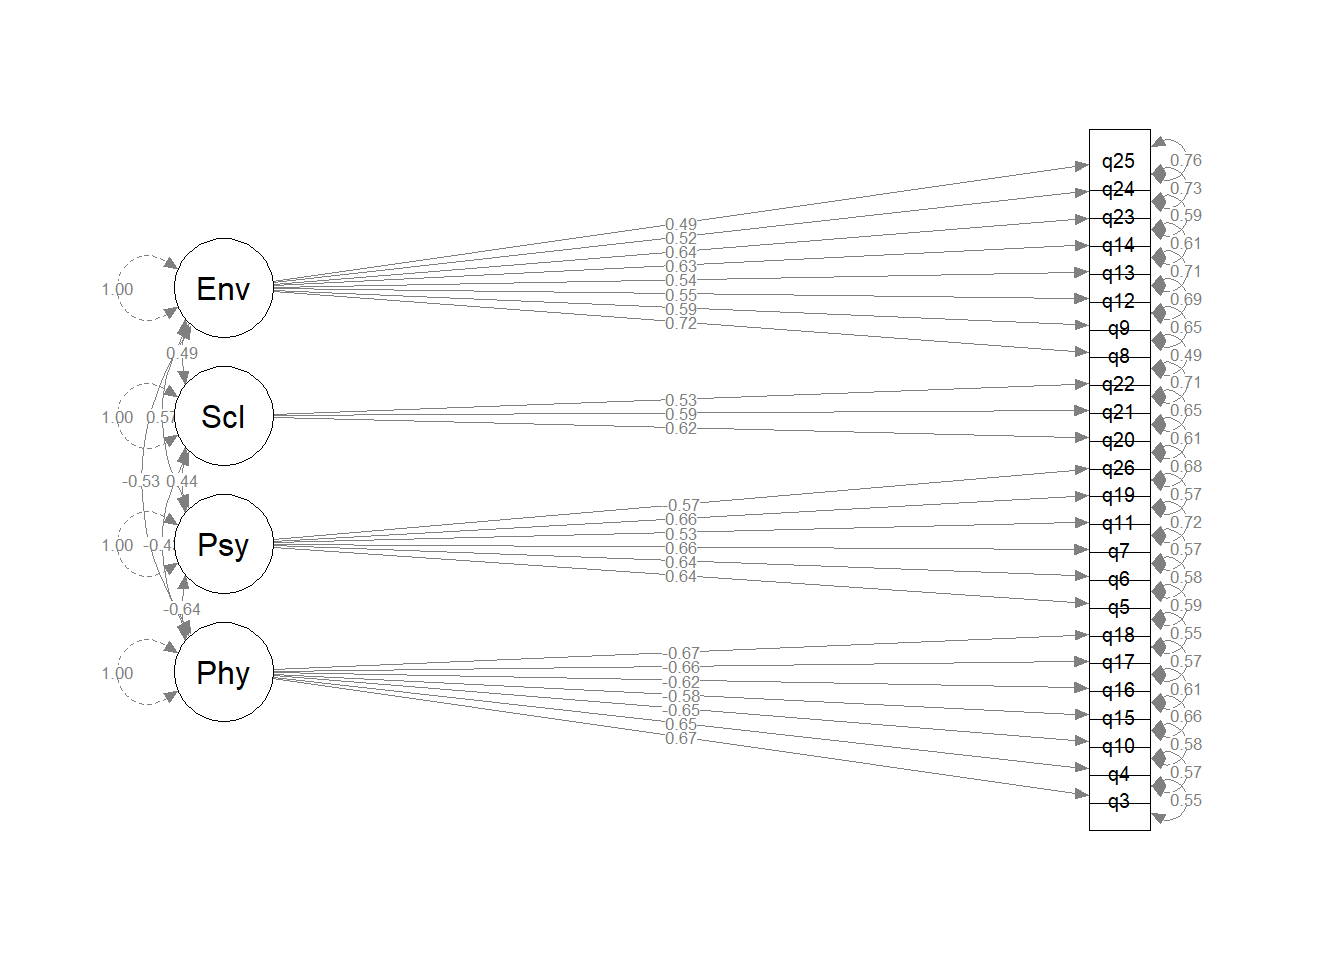 Env
Scl
Psy
Phy
1.00
1.00
1.00
1.00
0.49
-0.53
0.44
-0.64
0.49
0.52
0.64
0.63
0.54
0.55
0.59
0.72
0.53
0.59
0.62
0.57
0.66
0.53
0.66
0.64
0.64
-0.67
-0.66
-0.62
-0.58
-0.65
0.65
0.67
q25
q24
q23
q14
q13
q12
q9
q8
q22
q21
q20
q26
q19
q11
q7
q6
q5
q18
q17
q16
q15
q10
q4
q3
0.76
0.73
0.59
0.61
0.71
0.69
0.65
0.49
0.71
0.65
0.61
0.68
0.57
0.72
0.57
0.58
0.59
0.55
0.57
0.61
0.66
0.58
0.57
0.55